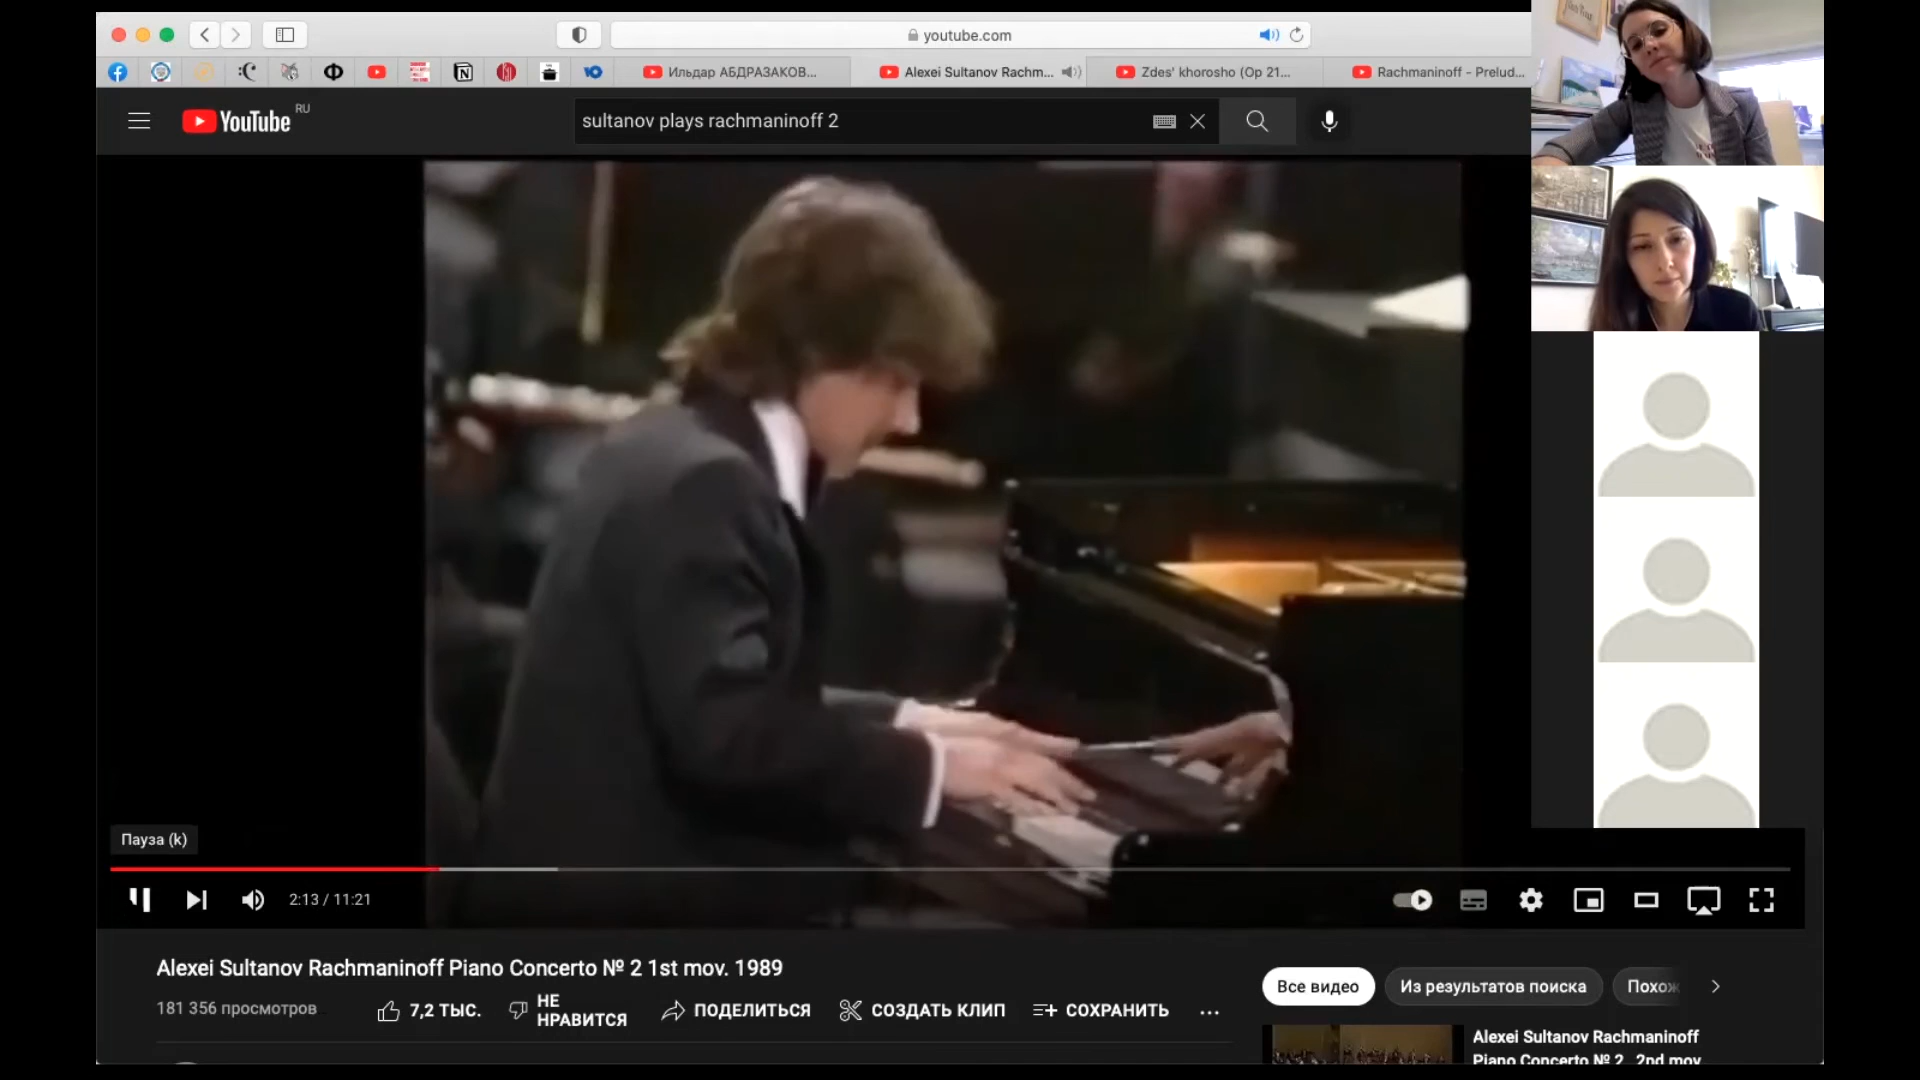 youtube.com
Ильдар АБДРАЗАКОВ...
Alexei Sultanov Rachm...
Zdes' khorosho (Op 21...
Rachmaninoff - Prelud...
YouTube RU
sultanov plays rachmaninoff 2
Пауза (k)
2:13 / 11:21
Alexei Sultanov Rachmaninoff Piano Concerto № 2 1st mov. 1989
181 356 просмотров
7,2 ТЫС.
НЕ
НРАВИТСЯ
ПОДЕЛИТЬСЯ
СОЗДАТЬ КЛИП
СОХРАНИТЬ
Все видео
Из результатов поиска
Похож
Alexei Sultanov Rachmaninoff
Piano Concerto № 2 2nd mov